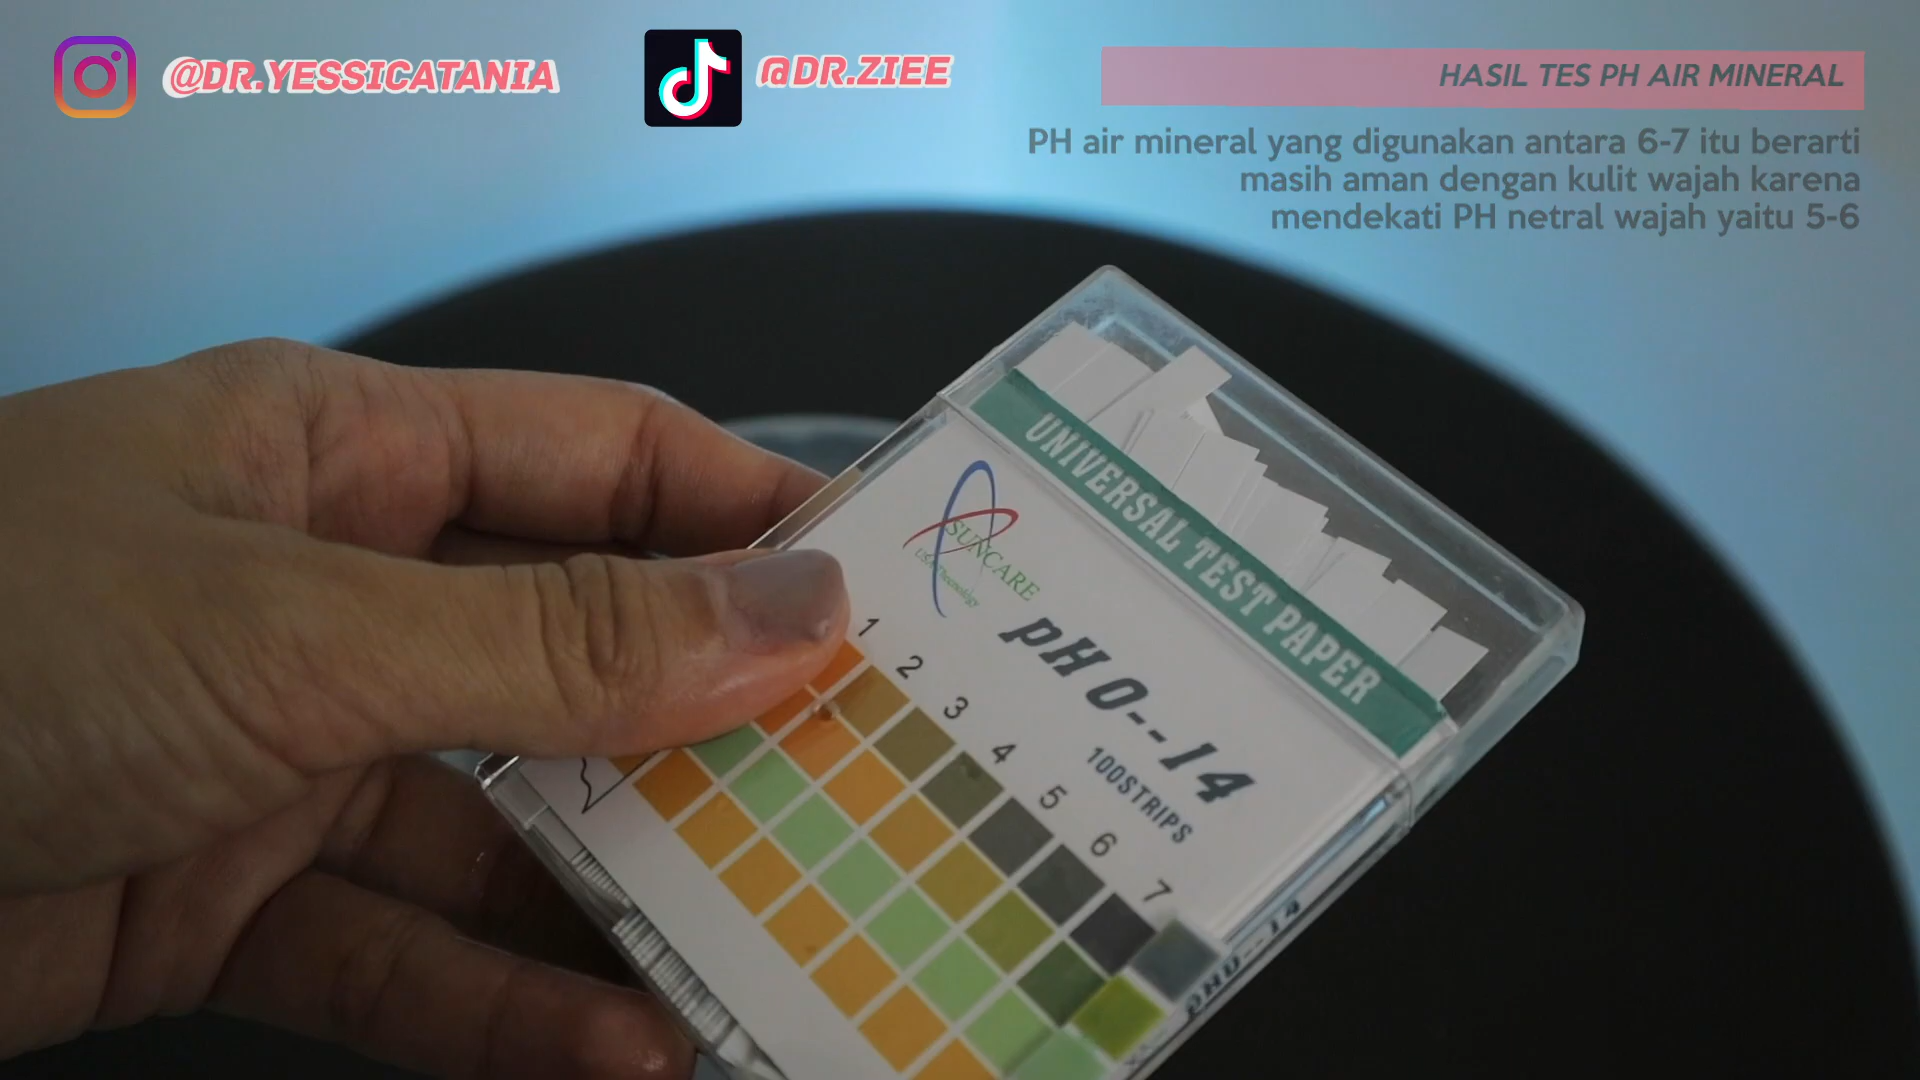 @DR.YESSICATANIA
@DR.ZIEE
HASIL TES PH AIR MINERAL
PH air mineral yang digunakan antara 6-7 itu berarti
masih aman dengan kulit wajah karena
mendekati PH netral wajah yaitu 5-6
UNIVERSAL TEST PAPER
SUNCARE
pH 0--14
100STRIPS
1
2
3
4
5
6
7